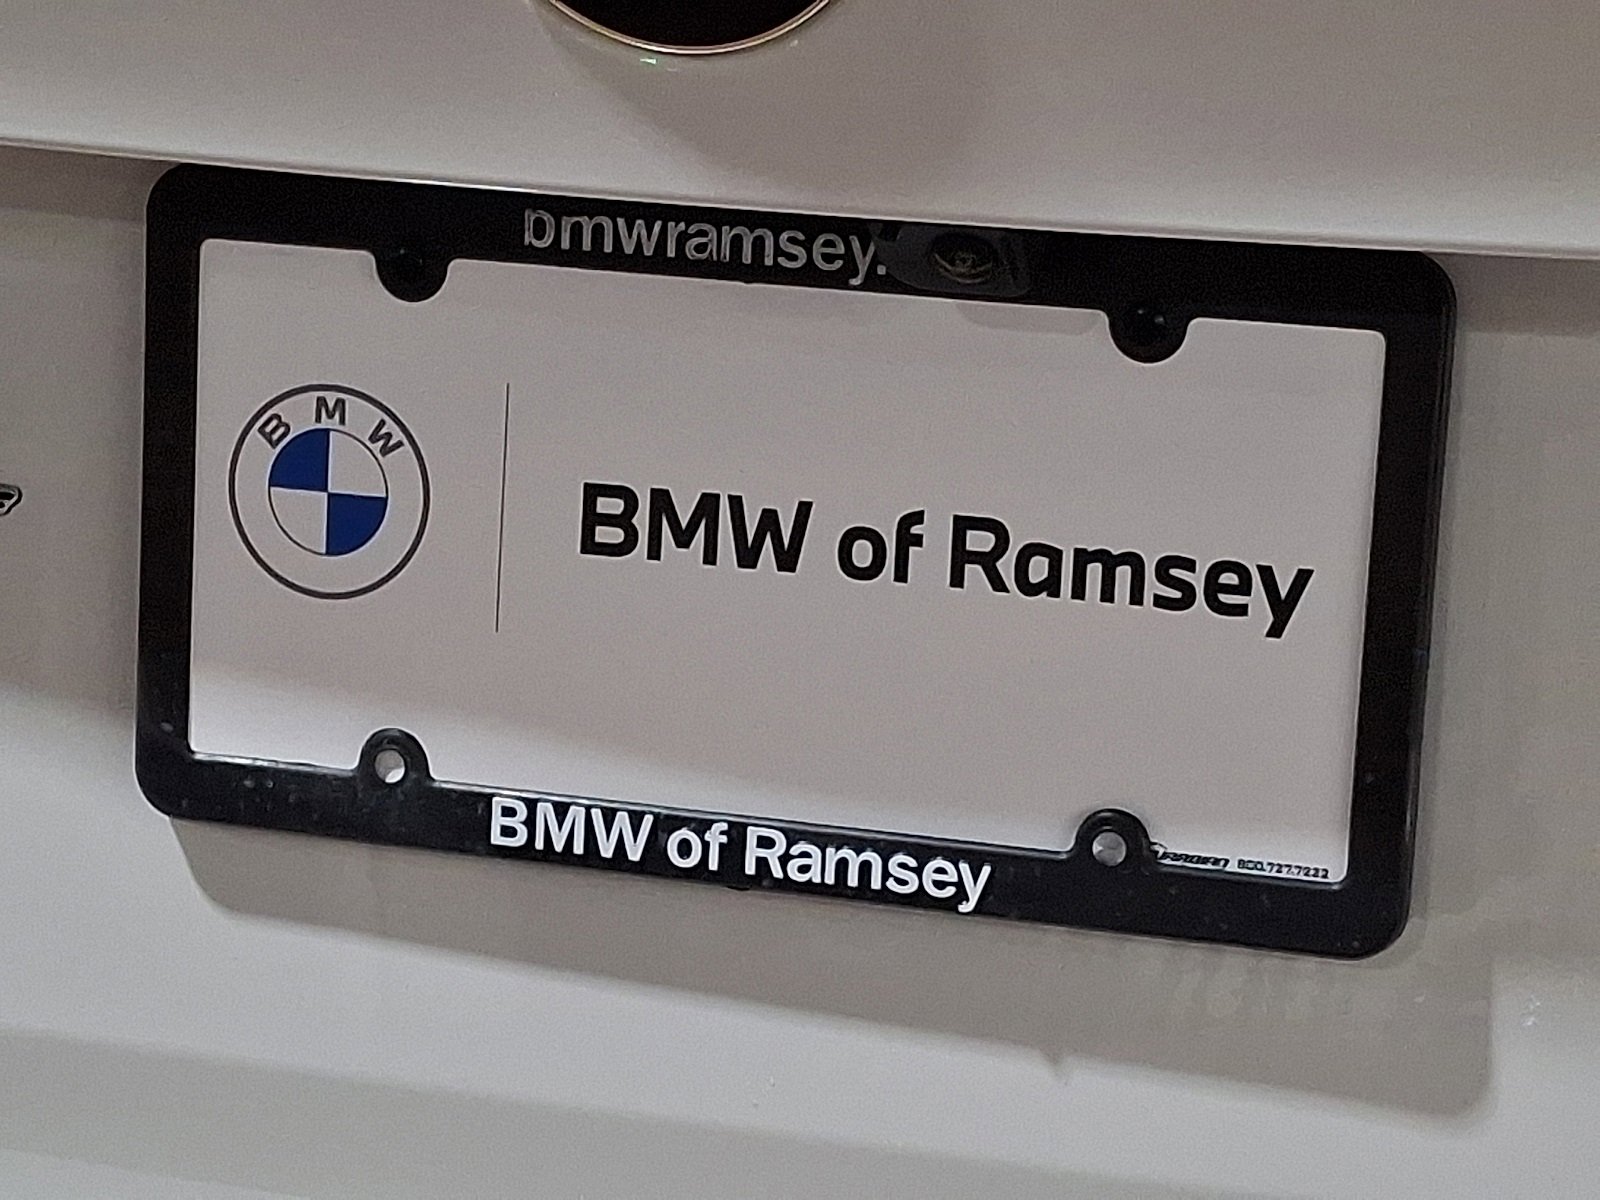 bmwramsey.
BMW
BMW of Ramsey
BMW of Ramsey
800.727.7222